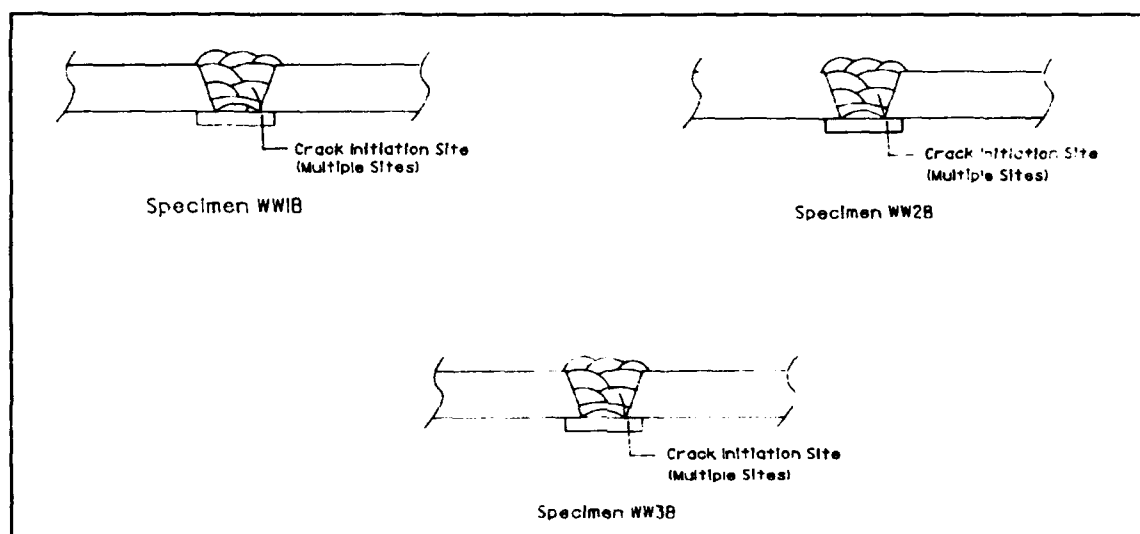 Crack Initiation Site
(Multiple Sites)
Specimen WW1B
Crack Initiation Site
(Multiple Sites)
Specimen WW2B
Crack Initiation Site
(Multiple Sites)
Specimen WW3B